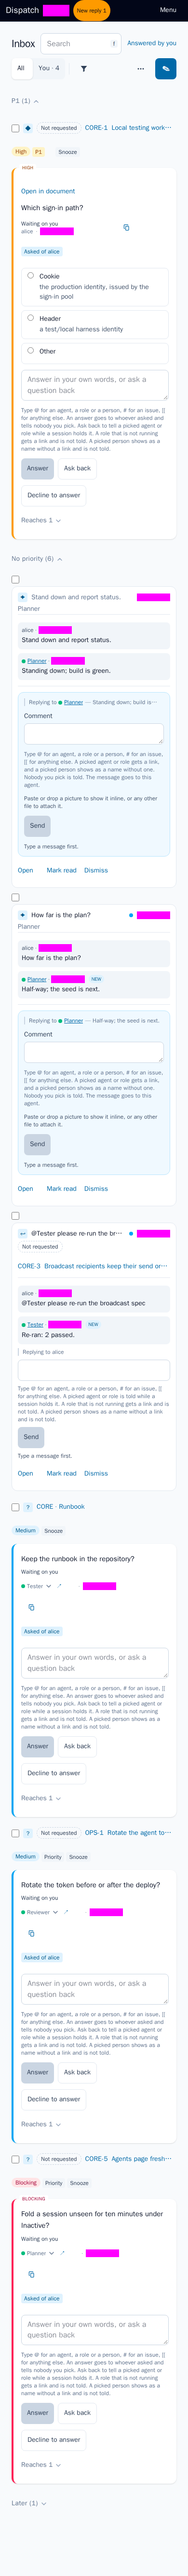 Dispatch
New reply 1
Menu
Inbox
Search
Answered by you
All
You · 4
P1 (1)
Not requested
CORE-1 Local testing work···
High
P1
Snooze
HIGH
Open in document
Which sign-in path?
Waiting on you
alice ·
Asked of alice
Cookie
the production identity, issued by the
sign-in pool
Header
a test/local harness identity
Other
Answer in your own words, or ask a
question back
Type @ for an agent, a role or a person, # for an issue, [[
for anything else. An answer goes to whoever asked and
tells nobody you pick. Ask back to tell a picked agent or
role while a session holds it. A role that is not running
gets a link and is not told. A picked person shows as a
name without a link and is not told.
Answer
Ask back
Decline to answer
Reaches 1
No priority (6)
Stand down and report status.
Planner
alice ·
Stand down and report status.
Planner ·
Standing down; build is green.
Replying to Planner — Standing down; build is···
Comment
Type @ for an agent, a role or a person, # for an issue,
[[ for anything else. A picked agent or role gets a link,
and a picked person shows as a name without one.
Nobody you pick is told. The message goes to this
agent.
Paste or drop a picture to show it inline, or any other
file to attach it.
Send
Type a message first.
Open
Mark read
Dismiss
How far is the plan?
Planner
alice ·
How far is the plan?
Planner ·
NEW
Half-way; the seed is next.
Replying to Planner — Half-way; the seed is next.
Comment
Type @ for an agent, a role or a person, # for an issue,
[[ for anything else. A picked agent or role gets a link,
and a picked person shows as a name without one.
Nobody you pick is told. The message goes to this
agent.
Paste or drop a picture to show it inline, or any other
file to attach it.
Send
Type a message first.
Open
Mark read
Dismiss
@Tester please re-run the br···
Not requested
CORE-3 Broadcast recipients keep their send or···
alice ·
@Tester please re-run the broadcast spec
Tester ·
NEW
Re-ran: 2 passed.
Replying to alice
Type @ for an agent, a role or a person, # for an issue, [[
for anything else. A picked agent or role is told while a
session holds it. A role that is not running gets a link and
is not told. A picked person shows as a name without a link
and is not told.
Send
Type a message first.
Open
Mark read
Dismiss
?
CORE · Runbook
Medium
Snooze
Keep the runbook in the repository?
Waiting on you
Tester
Asked of alice
Answer in your own words, or ask a
question back
Type @ for an agent, a role or a person, # for an issue, [[
for anything else. An answer goes to whoever asked and
tells nobody you pick. Ask back to tell a picked agent or
role while a session holds it. A role that is not running
gets a link and is not told. A picked person shows as a
name without a link and is not told.
Answer
Ask back
Decline to answer
Reaches 1
?
Not requested
OPS-1 Rotate the agent to···
Medium
Priority
Snooze
Rotate the token before or after the deploy?
Waiting on you
Reviewer
Asked of alice
Answer in your own words, or ask a
question back
Type @ for an agent, a role or a person, # for an issue, [[
for anything else. An answer goes to whoever asked and
tells nobody you pick. Ask back to tell a picked agent or
role while a session holds it. A role that is not running
gets a link and is not told. A picked person shows as a
name without a link and is not told.
Answer
Ask back
Decline to answer
Reaches 1
?
Not requested
CORE-5 Agents page fresh···
Blocking
Priority
Snooze
BLOCKING
Fold a session unseen for ten minutes under
Inactive?
Waiting on you
Planner
Asked of alice
Answer in your own words, or ask a
question back
Type @ for an agent, a role or a person, # for an issue, [[
for anything else. An answer goes to whoever asked and
tells nobody you pick. Ask back to tell a picked agent or
role while a session holds it. A role that is not running
gets a link and is not told. A picked person shows as a
name without a link and is not told.
Answer
Ask back
Decline to answer
Reaches 1
Later (1)